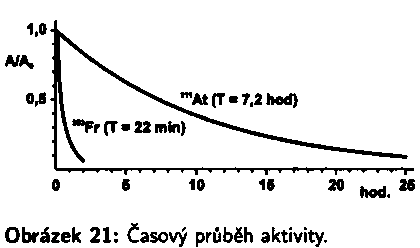 1,0
A/A₀
0,5
²¹¹At (T = 7,2 hod)
Fr (T = 22 min)
0 5 10 15 20 25
hod.
Obrázek 21: Časový průběh aktivity.